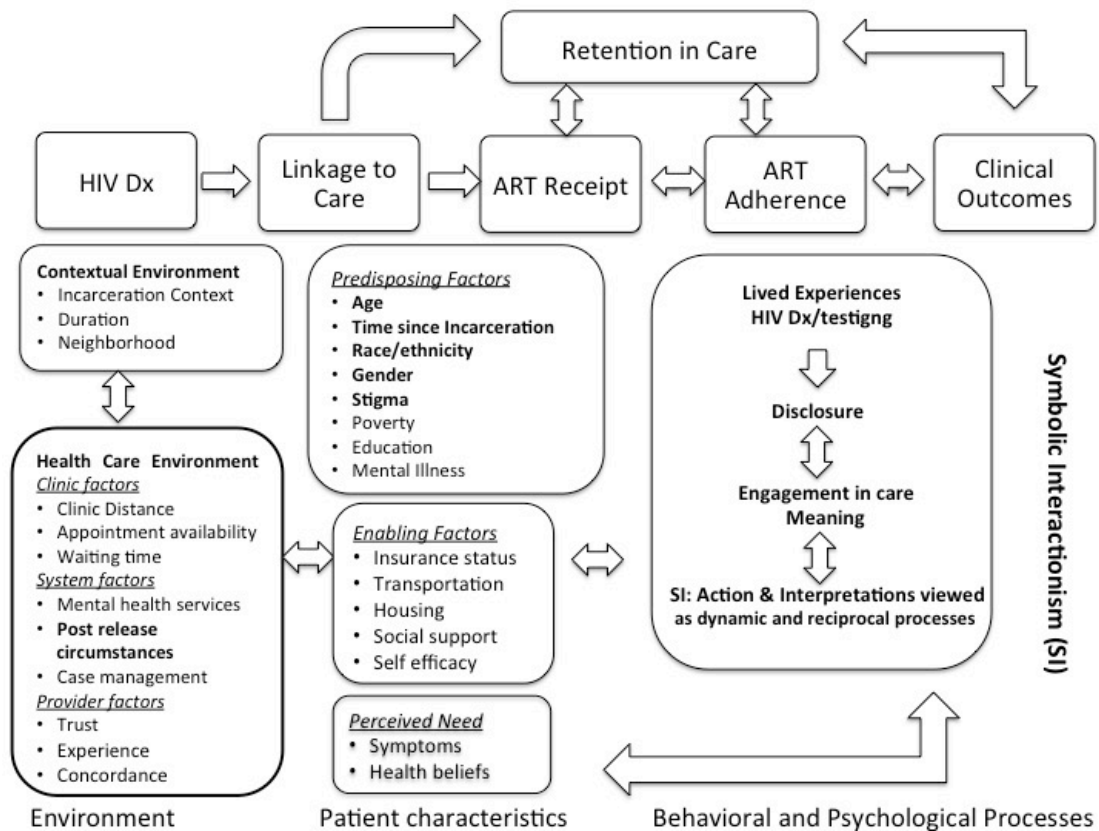 Retention in Care
HIV Dx
Linkage to
Care
ART Receipt
ART
Adherence
Clinical
Outcomes
Contextual Environment
• Incarceration Context
• Duration
• Neighborhood
Health Care Environment
Clinic factors
• Clinic Distance
• Appointment availability
• Waiting time
System factors
• Mental health services
• Post release
circumstances
• Case management
Provider factors
• Trust
• Experience
• Concordance
Predisposing Factors
• Age
• Time since Incarceration
• Race/ethnicity
• Gender
• Stigma
• Poverty
• Education
• Mental Illness
Enabling Factors
• Insurance status
• Transportation
• Housing
• Social support
• Self efficacy
Perceived Need
• Symptoms
• Health beliefs
Lived Experiences
HIV Dx/testigng
Disclosure
Engagement in care
Meaning
SI: Action & Interpretations viewed
as dynamic and reciprocal processes
Symbolic Interactionism (SI)
Environment
Patient characteristics
Behavioral and Psychological Processes